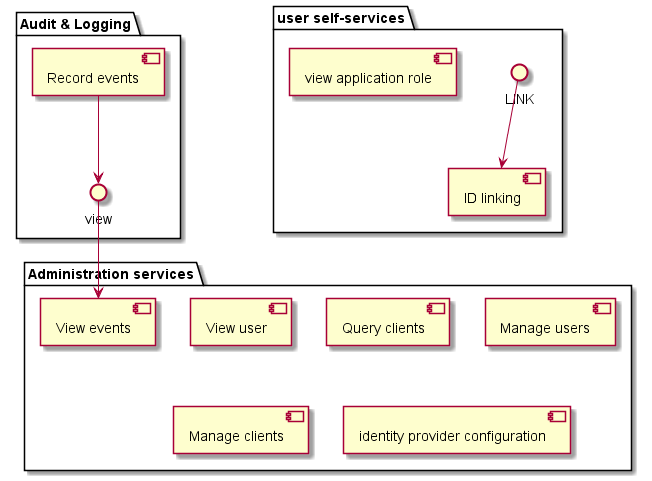 Audit & Logging
Record events
view
user self-services
view application role
LINK
ID linking
Administration services
View events
View user
Query clients
Manage users
Manage clients
identity provider configuration